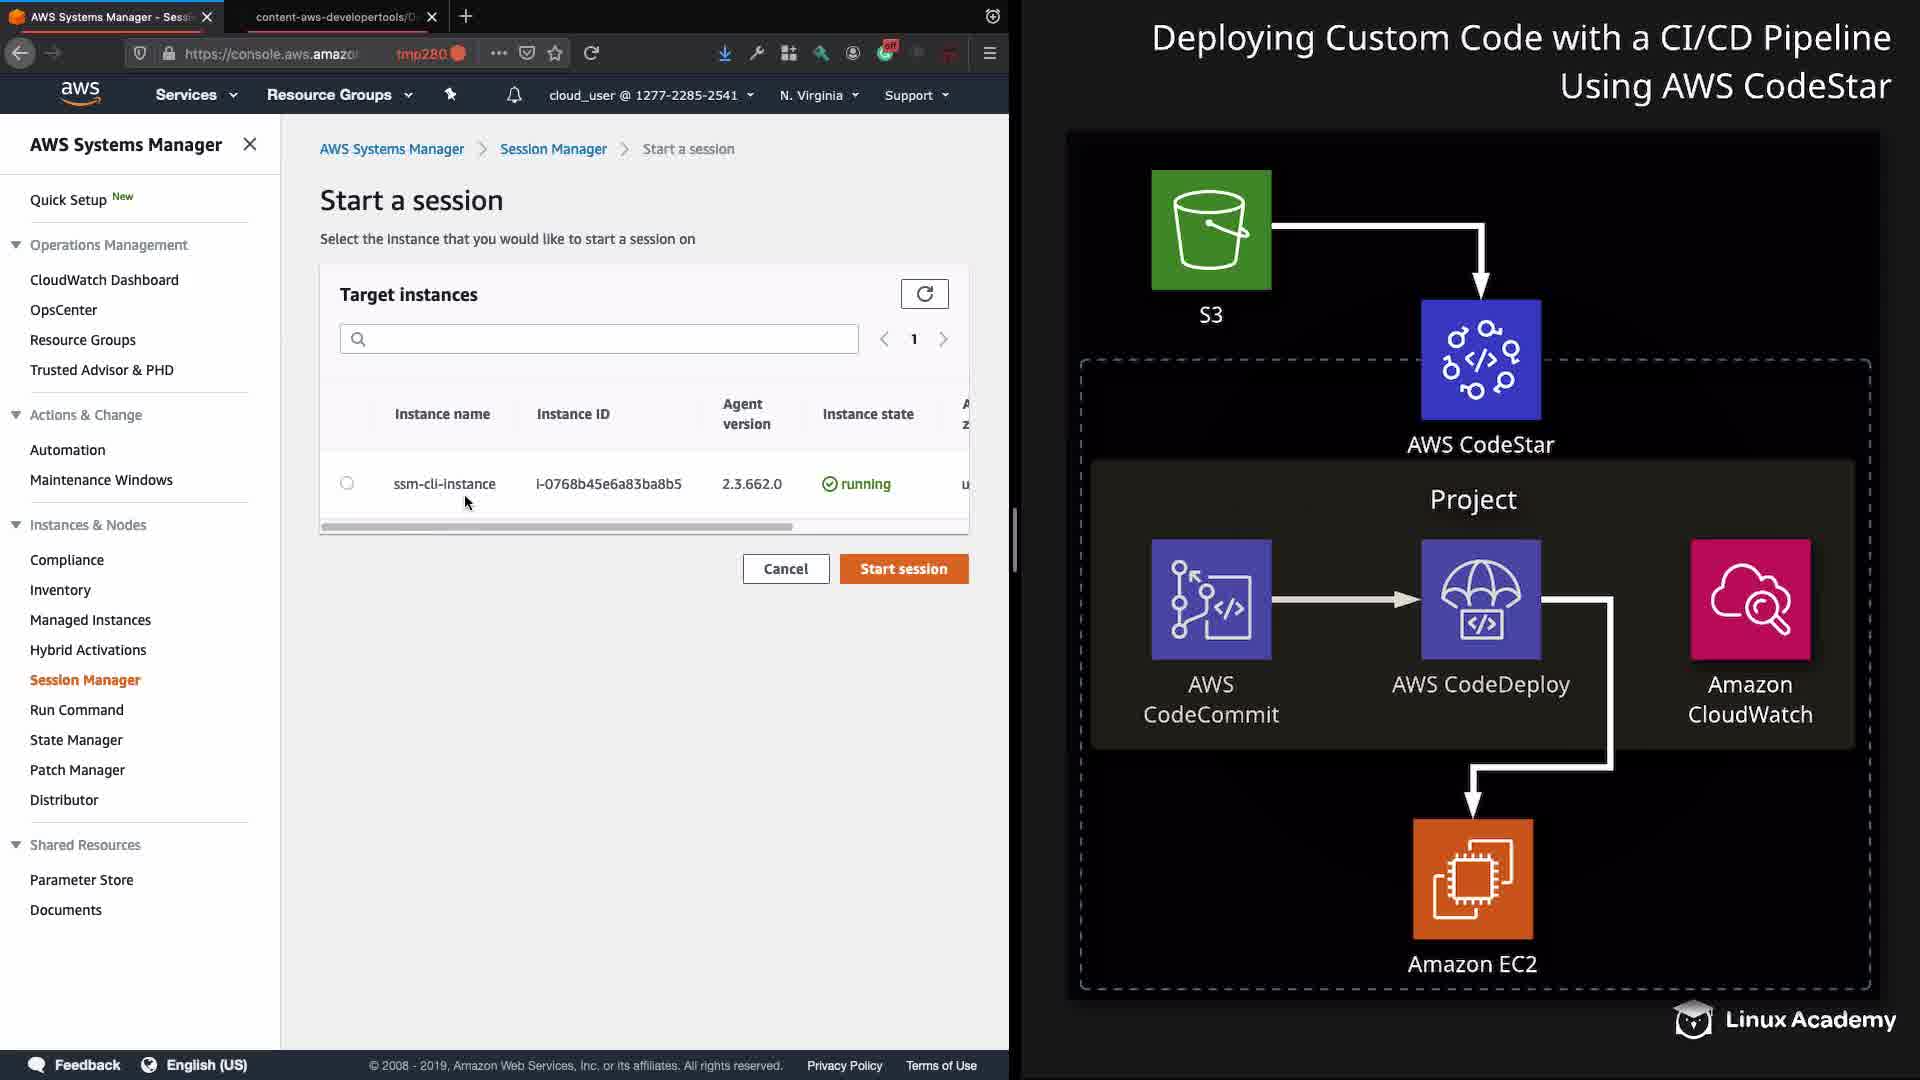 AWS Systems Manager - Sessi
content-aws-developertools/D
https://console.aws.amazo
tmp280
off
aws
Services
Resource Groups
cloud_user @ 1277-2285-2541
N. Virginia
Support
AWS Systems Manager
Quick Setup New
Operations Management
CloudWatch Dashboard
OpsCenter
Resource Groups
Trusted Advisor & PHD
Actions & Change
Automation
Maintenance Windows
Instances & Nodes
Compliance
Inventory
Managed Instances
Hybrid Activations
Session Manager
Run Command
State Manager
Patch Manager
Distributor
Shared Resources
Parameter Store
Documents
AWS Systems Manager
Session Manager
Start a session
Start a session
Select the instance that you would like to start a session on
Target instances
1
Instance name
Instance ID
Agent version
Instance state
ssm-cli-instance
i-0768b45e6a83ba8b5
2.3.662.0
running
u
Cancel
Start session
Feedback
English (US)
© 2008 - 2019, Amazon Web Services, Inc. or its affiliates. All rights reserved.
Privacy Policy
Terms of Use
Deploying Custom Code with a CI/CD Pipeline
Using AWS CodeStar
S3
AWS CodeStar
Project
AWS
CodeCommit
AWS CodeDeploy
Amazon
CloudWatch
Amazon EC2
Linux Academy